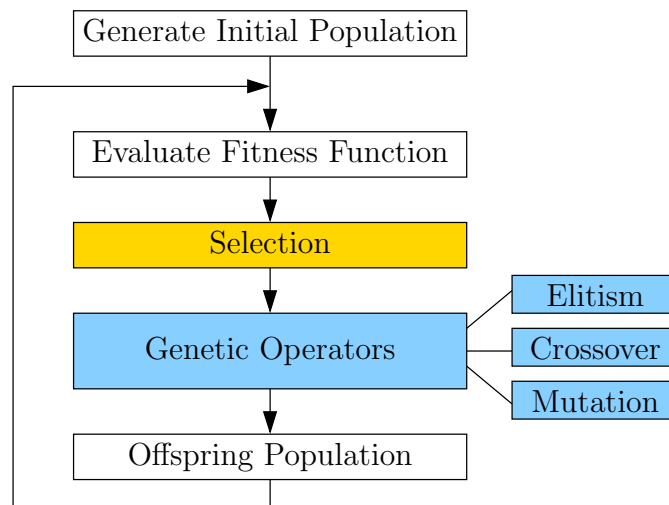 Generate Initial Population
Evaluate Fitness Function
Selection
Genetic Operators
Elitism
Crossover
Mutation
Offspring Population